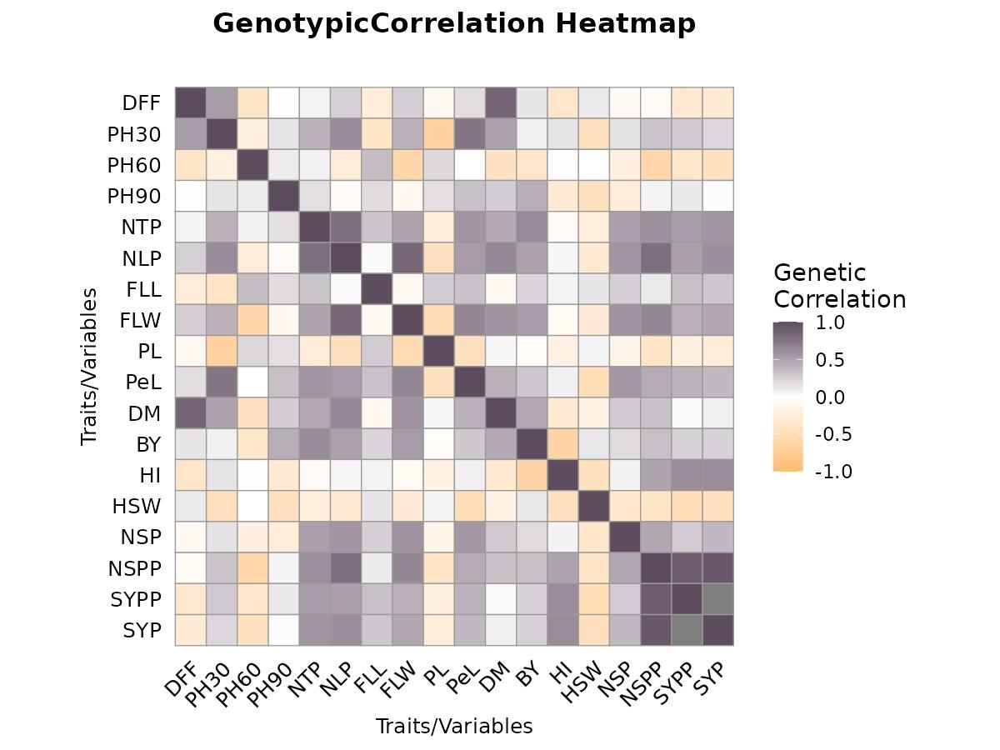 GenotypicCorrelation Heatmap
DFF
PH30
PH60
PH90
NTP
NLP
FLL
FLW
PL
PeL
DM
BY
HI
HSW
NSP
NSPP
SYPP
SYP
Traits/Variables
DFF
PH30
PH60
PH90
NTP
NLP
FLL
FLW
PL
PeL
DM
BY
HI
HSW
NSP
NSPP
SYPP
SYP
Traits/Variables
Genetic
Correlation
1.0
0.5
0.0
-0.5
-1.0